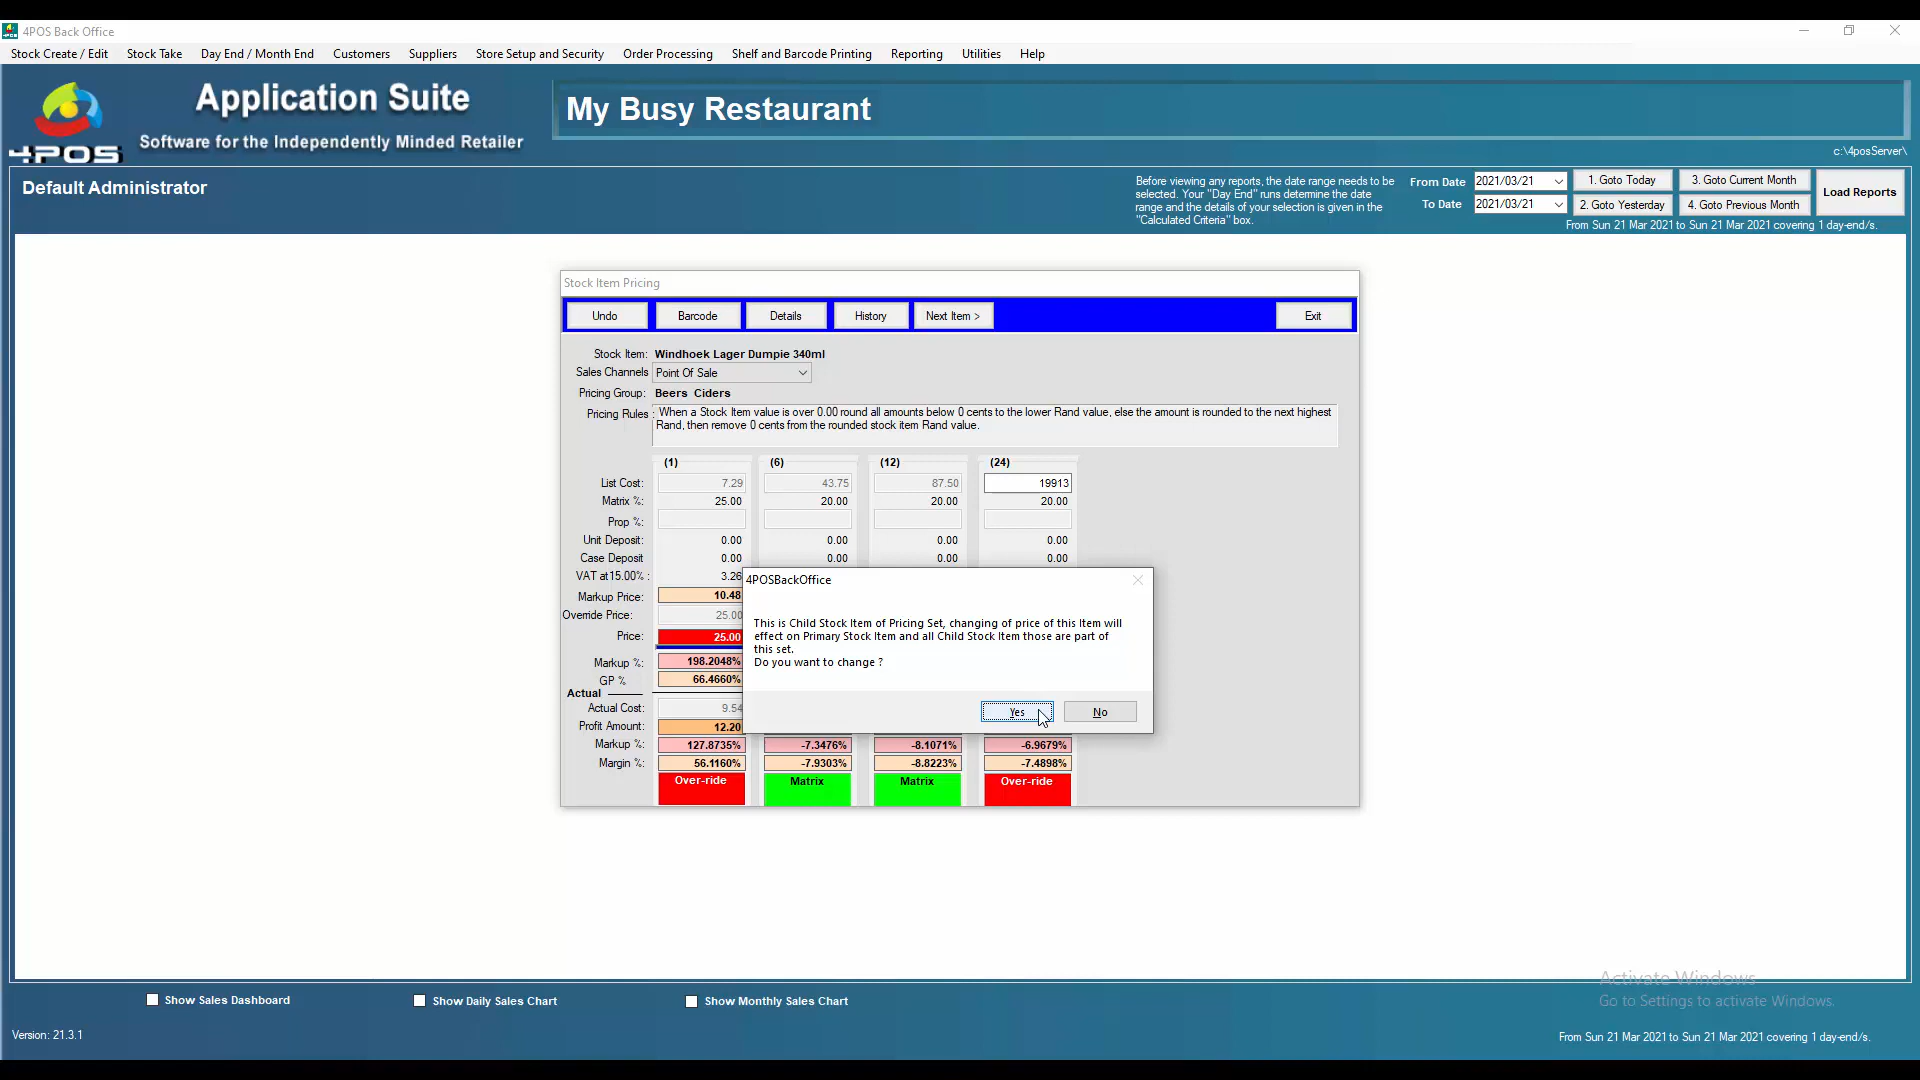 4POS Back Office
Stock Create / Edit Stock Take Day End / Month End Customers Suppliers Store Setup and Security Order Processing Shelf and Barcode Printing Reporting Utilities Help
Application Suite
Software for the Independently Minded Retailer
4POS
My Busy Restaurant
c:\4posServer\
Default Administrator
Before viewing any reports, the date range needs to be
selected. Your "Day End" runs determine the date
range and the details of your selection is given in the
"Calculated Criteria" box.
From Date 2021/03/21 1. Goto Today 3. Goto Current Month
To Date 2021/03/21 2. Goto Yesterday 4. Goto Previous Month
Load Reports
From Sun 21 Mar 2021 to Sun 21 Mar 2021 covering 1 day-end/s.
Stock Item Pricing
Undo Barcode Details History Next Item > Exit
Stock Item: Windhoek Lager Dumpie 340ml
Sales Channels Point Of Sale
Pricing Group: Beers Ciders
Pricing Rules : When a Stock Item value is over 0.00 round all amounts below 0 cents to the lower Rand value, else the amount is rounded to the next highest
Rand, then remove 0 cents from the rounded stock item Rand value.
(1) (6) (12) (24)
List Cost: 7.29 43.75 87.50 19913
Matrix %: 25.00 20.00 20.00 20.00
Prop %:
Unit Deposit: 0.00 0.00 0.00 0.00
Case Deposit 0.00 0.00 0.00 0.00
VAT at 15.00% : 3.26
Markup Price: 10.48
Override Price: 25.00
Price: 25.00
Markup %: 198.2048%
GP % 66.4660%
Actual
Actual Cost: 9.54
Profit Amount: 12.20
Markup %: 127.8735% -7.3476% -8.1071% -6.9679%
Margin %: 56.1160% -7.9303% -8.8223% -7.4898%
Over-ride Matrix Matrix Over-ride
4POSBackOffice
This is Child Stock Item of Pricing Set, changing of price of this Item will
effect on Primary Stock Item and all Child Stock Item those are part of
this set.
Do you want to change ?
Yes No
Activate Windows
Go to Settings to activate Windows.
Show Sales Dashboard Show Daily Sales Chart Show Monthly Sales Chart
Version: 21.3.1
From Sun 21 Mar 2021 to Sun 21 Mar 2021 covering 1 day-end/s.